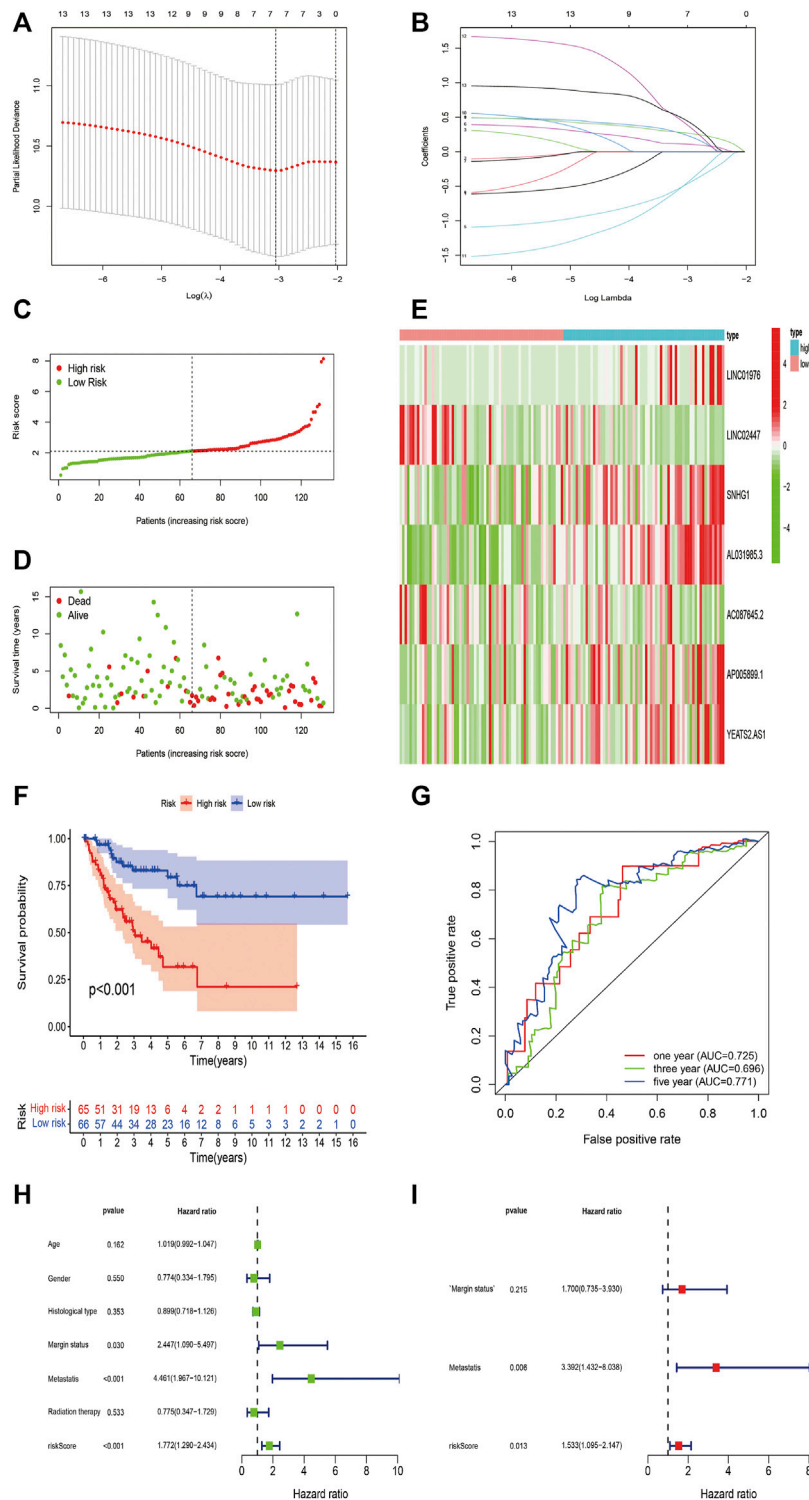 A
13 13 13 13 13 13 13 12 9 9 9 8 7 7 7 3 0
Partial Likelihood Deviance
11.0
10.5
10.0
−6 −5 −4 −3 −2
Log(λ)
B
13 13 9 7 0
Coefficients
1.5
1.0
0.5
0.0
−0.5
−1.0
−1.5
−6 −5 −4 −3 −2
Log Lambda
C
High risk
Low Risk
Risk score
8
6
4
2
0 20 40 60 80 100 120
Patients (increasing risk socre)
D
Dead
Alive
Survival time (years)
15
10
5
0
0 20 40 60 80 100 120
Patients (increasing risk socre)
E
type
LINC01976
LINC02447
SNHG1
AL031985.3
AC087645.2
AP005899.1
YEATS2.AS1
4
2
0
−2
−4
type
high
low
F
Risk High risk Low risk
Survival probability
1.00
0.75
0.50
0.25
0.00
p<0.001
0 1 2 3 4 5 6 7 8 9 10 11 12 13 14 15 16
Time(years)
Risk
High risk 65 51 31 19 13 6 4 2 2 1 1 1 1 0 0 0 0
Low risk 66 57 44 34 28 23 16 12 8 6 5 3 3 2 2 1 0
0 1 2 3 4 5 6 7 8 9 10 11 12 13 14 15 16
Time(years)
G
True positive rate
1.0
0.8
0.6
0.4
0.2
0.0
one year (AUC=0.725)
three year (AUC=0.696)
five year (AUC=0.771)
0.0 0.2 0.4 0.6 0.8 1.0
False positive rate
H
pvalue Hazard ratio
Age 0.162 1.019(0.992−1.047)
Gender 0.550 0.774(0.334−1.795)
Histological type 0.353 0.899(0.718−1.126)
Margin status 0.030 2.447(1.090−5.497)
Metastatis <0.001 4.461(1.967−10.121)
Radiation therapy 0.533 0.775(0.347−1.729)
riskScore <0.001 1.772(1.290−2.434)
0 2 4 6 8 10
Hazard ratio
I
pvalue Hazard ratio
`Margin status` 0.215 1.700(0.735−3.930)
Metastatis 0.006 3.392(1.432−8.038)
riskScore 0.013 1.533(1.095−2.147)
0 2 4 6 8
Hazard ratio